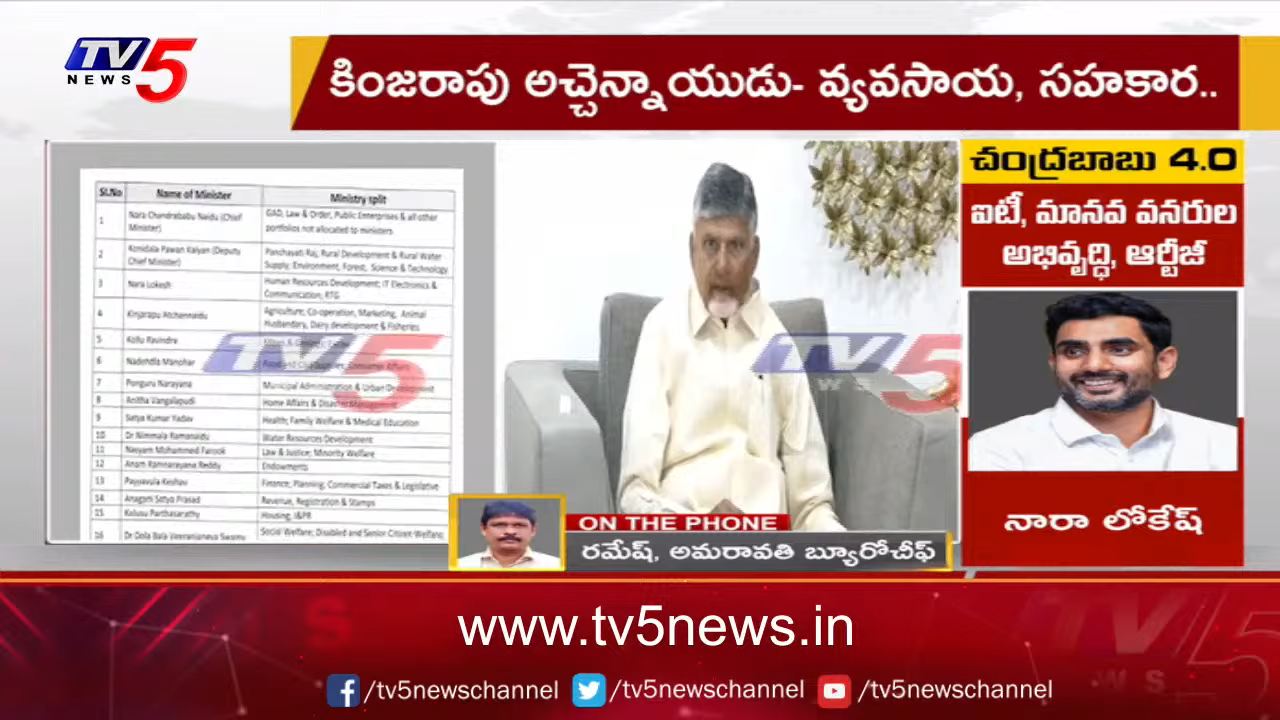 TV5
NEWS
కింజరాపు అచ్చెన్నాయుడు- వ్యవసాయ, సహకార..
Sl.No Name of Minister Ministry split
1 Nara Chandrababu Naidu (Chief Minister) GAD, Law & Order, Public Enterprises & all other portfolios not allocated to ministers
2 Konidala Pawan Kalyan (Deputy Chief Minister) Panchayati Raj, Rural Development & Rural Water Supply; Environment, Forest, Science & Technology
3 Nara Lokesh Human Resources Development; IT Electronics & Communication; RTG
4 Kinjarapu Atchannaidu Agriculture; Co-operation, Marketing, Animal Husbandary, Dairy development & Fisheries
5 Kollu Ravindra
6 Nadendla Manohar
7 Ponguru Narayana Municipal Administration & Urban Development
8 Anitha Vangalapudi Home Affairs & Disaster Management
9 Satya Kumar Yadav Health; Family Welfare & Medical Education
10 Dr Nimmala Ramanaidu Water Resources Development
11 Nasyam Mohammed Farook Law & Justice; Minority Welfare
12 Anam Ramnarayana Reddy Endowments
13 Payyavula Keshav Finance; Planning, Commercial Taxes & Legislative
14 Anagani Satya Prasad Revenue, Registration & Stamps
15 Kolusu Parthasarathy Housing, I&PR
16 Dr Dola Bala Veeranjaneya Swamy Social Welfare; Disabled and Senior Citizen Welfare;
చంద్రబాబు 4.0
ఐటీ, మానవ వనరుల
అభివృద్ధి, ఆర్టీజీ
నారా లోకేష్
ON THE PHONE
రమేష్, అమరావతి బ్యూరోచీఫ్
www.tv5news.in
/tv5newschannel /tv5newschannel /tv5newschannel